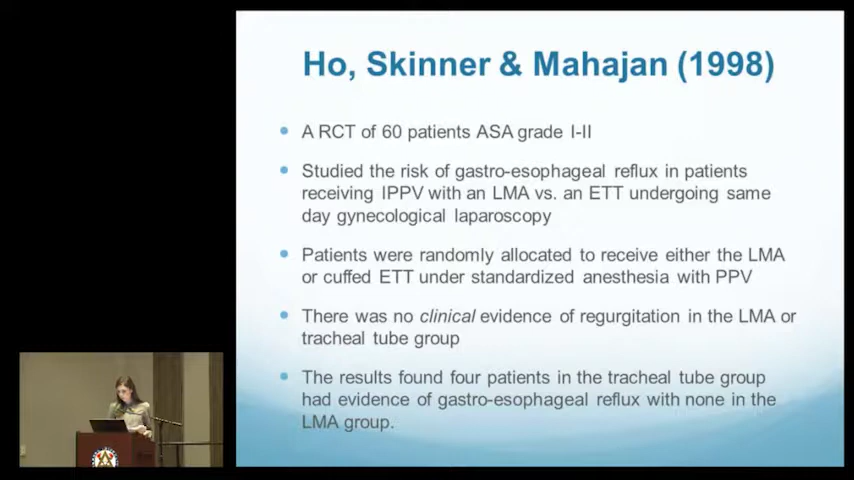 Ho, Skinner & Mahajan (1998)
A RCT of 60 patients ASA grade I-II
Studied the risk of gastro-esophageal reflux in patients
receiving IPPV with an LMA vs. an ETT undergoing same
day gynecological laparoscopy
Patients were randomly allocated to receive either the LMA
or cuffed ETT under standardized anesthesia with PPV
There was no clinical evidence of regurgitation in the LMA or
tracheal tube group
The results found four patients in the tracheal tube group
had evidence of gastro-esophageal reflux with none in the
LMA group.